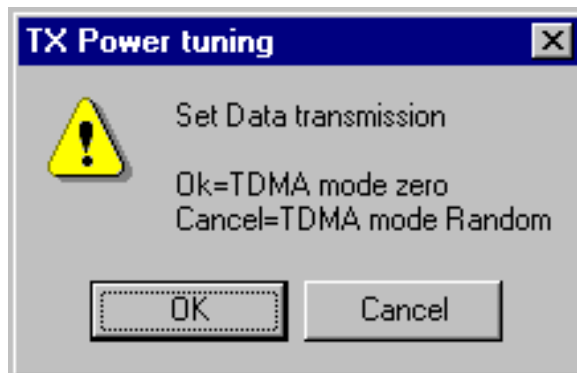 TX Power tuning
Set Data transmission
Ok=TDMA mode zero
Cancel=TDMA mode Random
OK
Cancel